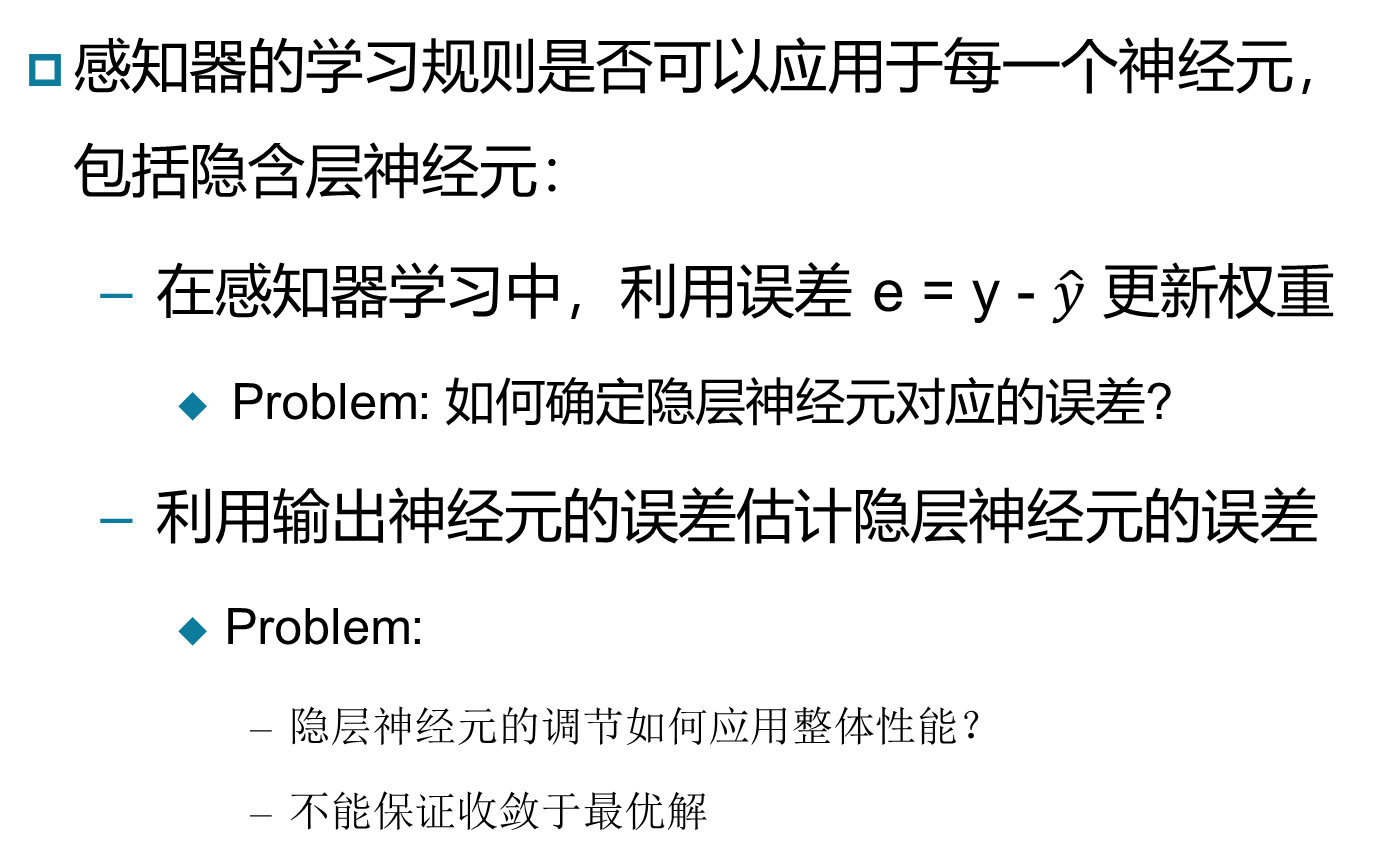 感知器的学习规则是否可以应用于每一个神经元，
包括隐含层神经元：
– 在感知器学习中，利用误差 e = y - ŷ 更新权重
◆ Problem: 如何确定隐层神经元对应的误差?
– 利用输出神经元的误差估计隐层神经元的误差
◆ Problem:
– 隐层神经元的调节如何应用整体性能？
– 不能保证收敛于最优解